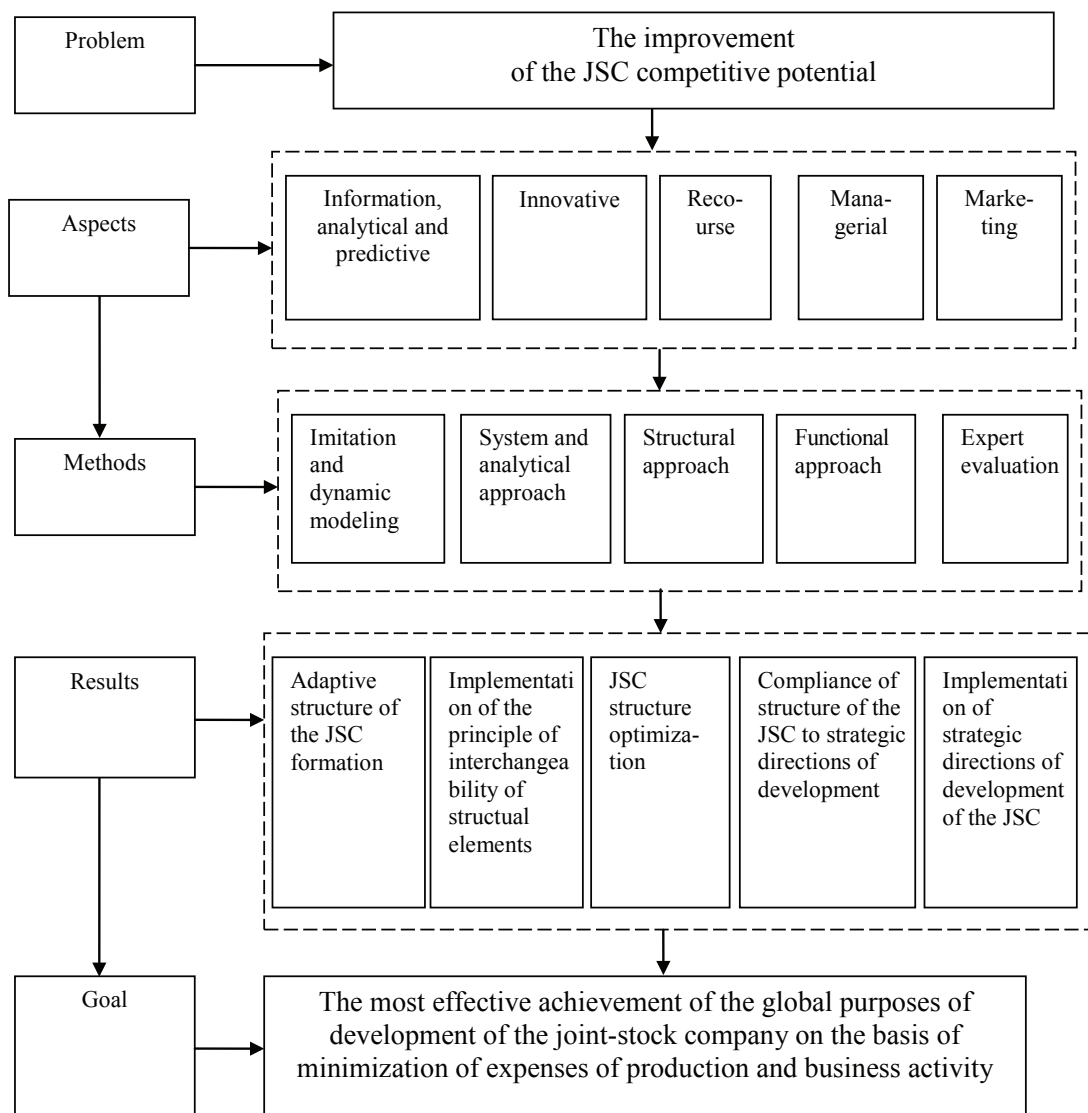 Problem
The improvement
of the JSC competitive potential
Aspects
Information,
analytical and
predictive
Innovative
Reco-
urse
Mana-
gerial
Marke-
ting
Methods
Imitation
and
dynamic
modeling
System and
analytical
approach
Structural
approach
Functional
approach
Expert
evaluation
Results
Adaptive
structure of
the JSC
formation
Implementati
on of the
principle of
interchangea
bility of
structual
elements
JSC
structure
optimiza-
tion
Compliance of
structure of the
JSC to strategic
directions of
development
Implementati
on of
strategic
directions of
development
of the JSC
Goal
The most effective achievement of the global purposes of
development of the joint-stock company on the basis of
minimization of expenses of production and business activity